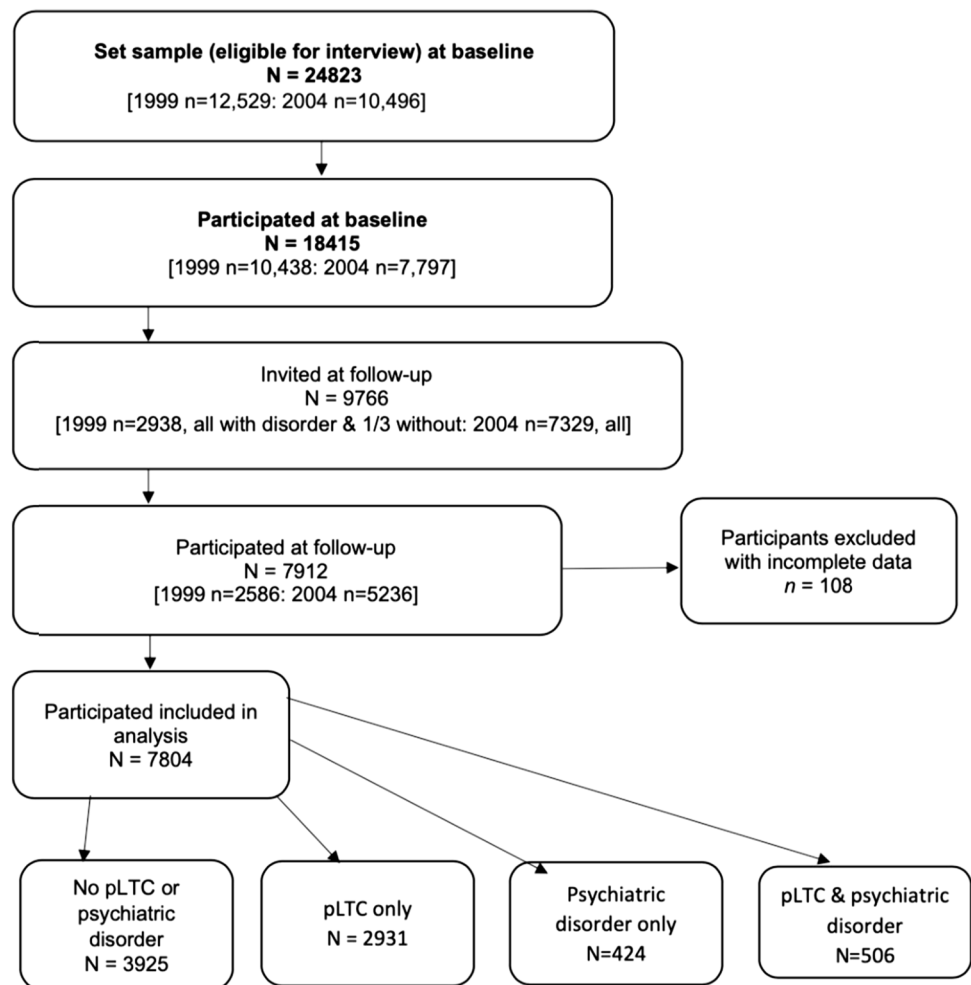 Set sample (eligible for interview) at baseline
N = 24823
[1999 n=12,529: 2004 n=10,496]
Participated at baseline
N = 18415
[1999 n=10,438: 2004 n=7,797]
Invited at follow-up
N = 9766
[1999 n=2938, all with disorder & 1/3 without: 2004 n=7329, all]
Participated at follow-up
N = 7912
[1999 n=2586: 2004 n=5236]
Participants excluded
with incomplete data
n = 108
Participated included in
analysis
N = 7804
No pLTC or
psychiatric
disorder
N = 3925
pLTC only
N = 2931
Psychiatric
disorder only
N=424
pLTC & psychiatric
disorder
N=506